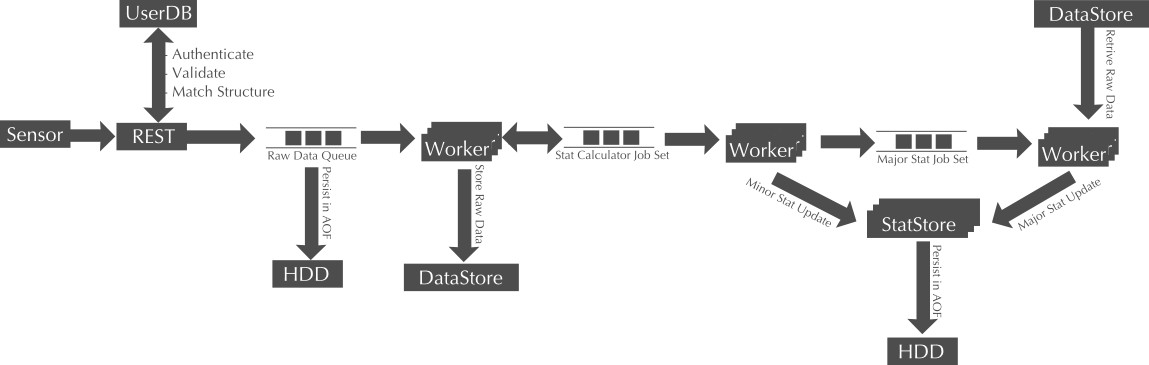 UserDB
DataStore
- Authenticate
- Validate
- Match Structure
Retrive Raw Data
Sensor
REST
Raw Data Queue
Worker
Stat Calculator Job Set
Worker
Major Stat Job Set
Worker
Persist in AOF
Store Raw Data
Minor Stat Update
Major Stat Update
StatStore
HDD
DataStore
Persist in AOF
HDD